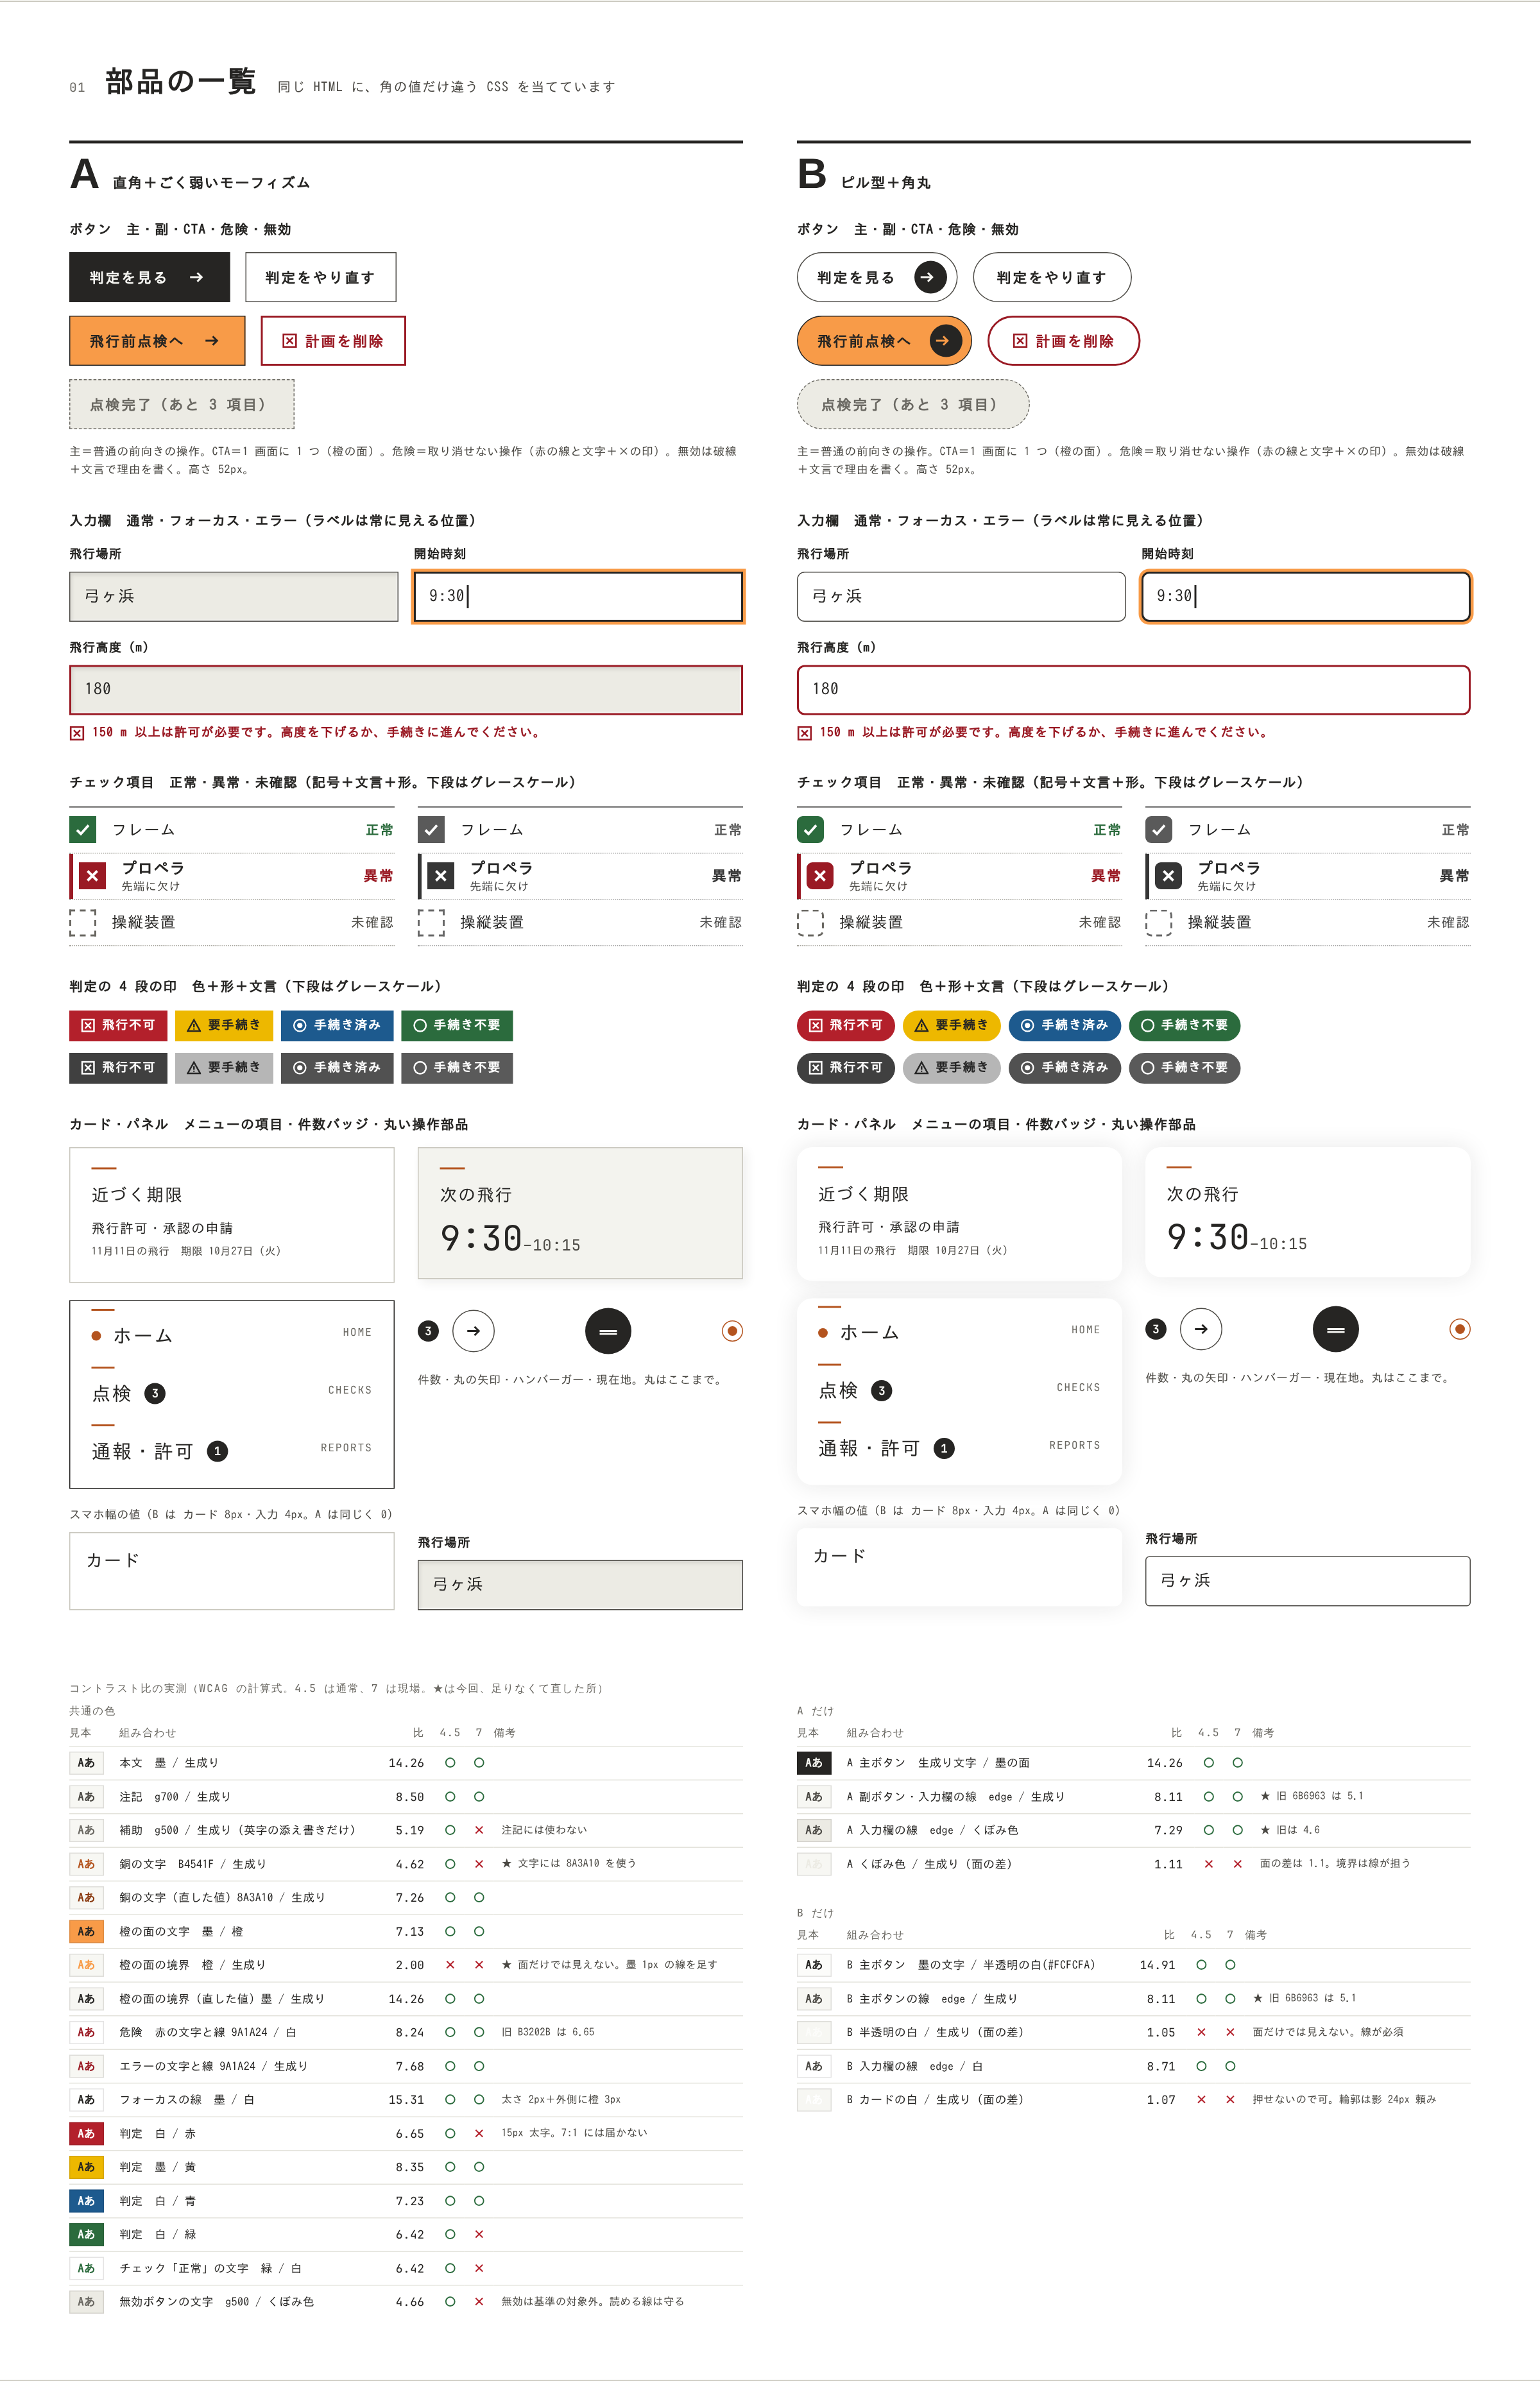 01 部品の一覧 同じ HTML に、角の値だけ違う CSS を当てています
A 直角＋ごく弱いモーフィズム
ボタン　主・副・CTA・危険・無効
判定を見る → 判定をやり直す
飛行前点検へ → 計画を削除
点検完了（あと 3 項目）
主＝普通の前向きの操作。CTA＝1 画面に 1 つ（橙の面）。危険＝取り消せない操作（赤の線と文字＋×の印）。無効は破線
＋文言で理由を書く。高さ 52px。
入力欄　通常・フォーカス・エラー（ラベルは常に見える位置）
飛行場所 開始時刻
弓ヶ浜 9:30
飛行高度（m）
180
150 m 以上は許可が必要です。高度を下げるか、手続きに進んでください。
チェック項目　正常・異常・未確認（記号＋文言＋形。下段はグレースケール）
フレーム 正常 フレーム 正常
プロペラ 異常 プロペラ 異常
先端に欠け 先端に欠け
操縦装置 未確認 操縦装置 未確認
判定の 4 段の印　色＋形＋文言（下段はグレースケール）
飛行不可 要手続き 手続き済み 手続き不要
飛行不可 要手続き 手続き済み 手続き不要
カード・パネル　メニューの項目・件数バッジ・丸い操作部品
近づく期限
飛行許可・承認の申請
11月11日の飛行　期限 10月27日（火）
次の飛行
9:30–10:15
ホーム HOME
点検 3 CHECKS
通報・許可 1 REPORTS
3 →
件数・丸の矢印・ハンバーガー・現在地。丸はここまで。
スマホ幅の値（B は カード 8px・入力 4px。A は同じく 0）
カード
飛行場所
弓ヶ浜
B ピル型＋角丸
ボタン　主・副・CTA・危険・無効
判定を見る → 判定をやり直す
飛行前点検へ → 計画を削除
点検完了（あと 3 項目）
主＝普通の前向きの操作。CTA＝1 画面に 1 つ（橙の面）。危険＝取り消せない操作（赤の線と文字＋×の印）。無効は破線
＋文言で理由を書く。高さ 52px。
入力欄　通常・フォーカス・エラー（ラベルは常に見える位置）
飛行場所 開始時刻
弓ヶ浜 9:30
飛行高度（m）
180
150 m 以上は許可が必要です。高度を下げるか、手続きに進んでください。
チェック項目　正常・異常・未確認（記号＋文言＋形。下段はグレースケール）
フレーム 正常 フレーム 正常
プロペラ 異常 プロペラ 異常
先端に欠け 先端に欠け
操縦装置 未確認 操縦装置 未確認
判定の 4 段の印　色＋形＋文言（下段はグレースケール）
飛行不可 要手続き 手続き済み 手続き不要
飛行不可 要手続き 手続き済み 手続き不要
カード・パネル　メニューの項目・件数バッジ・丸い操作部品
近づく期限
飛行許可・承認の申請
11月11日の飛行　期限 10月27日（火）
次の飛行
9:30–10:15
ホーム HOME
点検 3 CHECKS
通報・許可 1 REPORTS
3 →
件数・丸の矢印・ハンバーガー・現在地。丸はここまで。
スマホ幅の値（B は カード 8px・入力 4px。A は同じく 0）
カード
飛行場所
弓ヶ浜
コントラスト比の実測（WCAG の計算式。4.5 は通常、7 は現場。★は今回、足りなくて直した所）
共通の色
見本 組み合わせ 比 4.5 7 備考
Aあ 本文　墨 / 生成り 14.26 ○ ○
Aあ 注記　g700 / 生成り 8.50 ○ ○
Aあ 補助　g500 / 生成り（英字の添え書きだけ） 5.19 ○ × 注記には使わない
Aあ 銅の文字　B4541F / 生成り 4.62 ○ × ★ 文字には 8A3A10 を使う
Aあ 銅の文字（直した値）8A3A10 / 生成り 7.26 ○ ○
Aあ 橙の面の文字　墨 / 橙 7.13 ○ ○
Aあ 橙の面の境界　橙 / 生成り 2.00 × × ★ 面だけでは見えない。墨 1px の線を足す
Aあ 橙の面の境界（直した値）墨 / 生成り 14.26 ○ ○
Aあ 危険　赤の文字と線 9A1A24 / 白 8.24 ○ ○ 旧 B3202B は 6.65
Aあ エラーの文字と線 9A1A24 / 生成り 7.68 ○ ○
Aあ フォーカスの線　墨 / 白 15.31 ○ ○ 太さ 2px＋外側に橙 3px
Aあ 判定　白 / 赤 6.65 ○ × 15px 太字。7:1 には届かない
Aあ 判定　墨 / 黄 8.35 ○ ○
Aあ 判定　白 / 青 7.23 ○ ○
Aあ 判定　白 / 緑 6.42 ○ ×
Aあ チェック「正常」の文字　緑 / 白 6.42 ○ ×
Aあ 無効ボタンの文字　g500 / くぼみ色 4.66 ○ × 無効は基準の対象外。読める線は守る
A だけ
見本 組み合わせ 比 4.5 7 備考
Aあ A 主ボタン　生成り文字 / 墨の面 14.26 ○ ○
Aあ A 副ボタン・入力欄の線　edge / 生成り 8.11 ○ ○ ★ 旧 6B6963 は 5.1
Aあ A 入力欄の線　edge / くぼみ色 7.29 ○ ○ ★ 旧は 4.6
Aあ A くぼみ色 / 生成り（面の差） 1.11 × × 面の差は 1.1。境界は線が担う
B だけ
見本 組み合わせ 比 4.5 7 備考
Aあ B 主ボタン　墨の文字 / 半透明の白(#FCFCFA) 14.91 ○ ○
Aあ B 主ボタンの線　edge / 生成り 8.11 ○ ○ ★ 旧 6B6963 は 5.1
Aあ B 半透明の白 / 生成り（面の差） 1.05 × × 面だけでは見えない。線が必須
Aあ B 入力欄の線　edge / 白 8.71 ○ ○
Aあ B カードの白 / 生成り（面の差） 1.07 × × 押せないので可。輪郭は影 24px 頼み